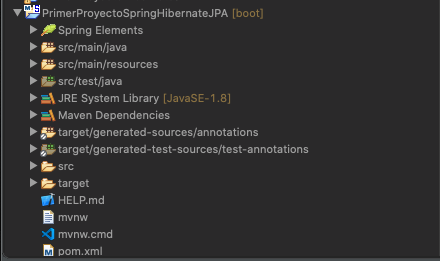 PrimerProyectoSpringHibernateJPA [boot]
Spring Elements
src/main/java
src/main/resources
src/test/java
JRE System Library [JavaSE-1.8]
Maven Dependencies
target/generated-sources/annotations
target/generated-test-sources/test-annotations
src
target
HELP.md
mvnw
mvnw.cmd
pom.xml